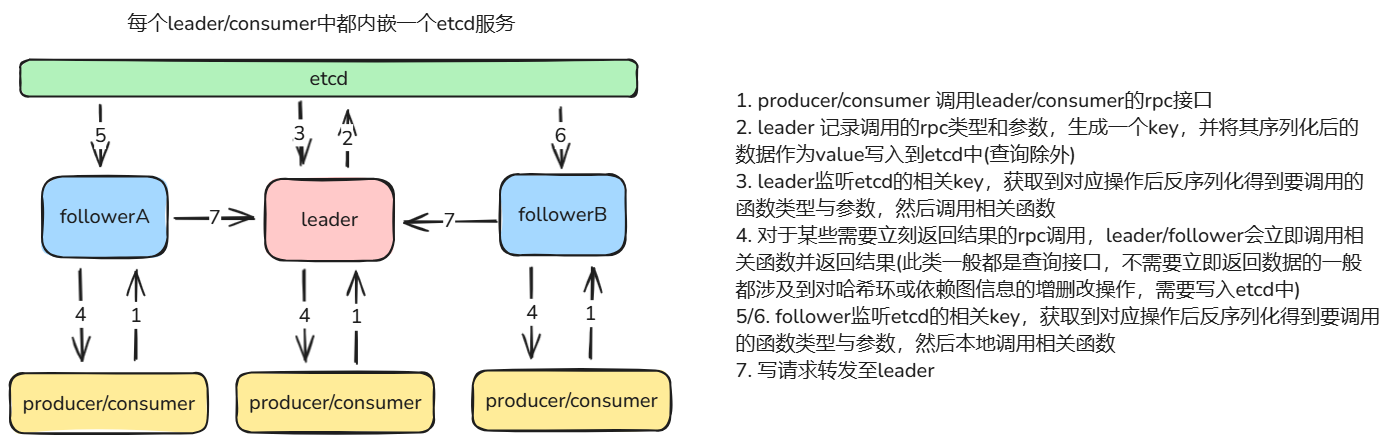 每个leader/consumer中都内嵌一个etcd服务
etcd
5
3
2
6
followerA
7
leader
7
followerB
4
1
4
1
4
1
producer/consumer
producer/consumer
producer/consumer
1. producer/consumer 调用leader/consumer的rpc接口
2. leader 记录调用的rpc类型和参数，生成一个key，并将其序列化后的
数据作为value写入到etcd中(查询除外)
3. leader监听etcd的相关key，获取到对应操作后反序列化得到要调用的
函数类型与参数，然后调用相关函数
4. 对于某些需要立刻返回结果的rpc调用，leader/follower会立即调用相
关函数并返回结果(此类一般都是查询接口，不需要立即返回数据的一般
都涉及到对哈希环或依赖图信息的增删改操作，需要写入etcd中)
5/6. follower监听etcd的相关key，获取到对应操作后反序列化得到要调用
的函数类型与参数，然后本地调用相关函数
7. 写请求转发至leader